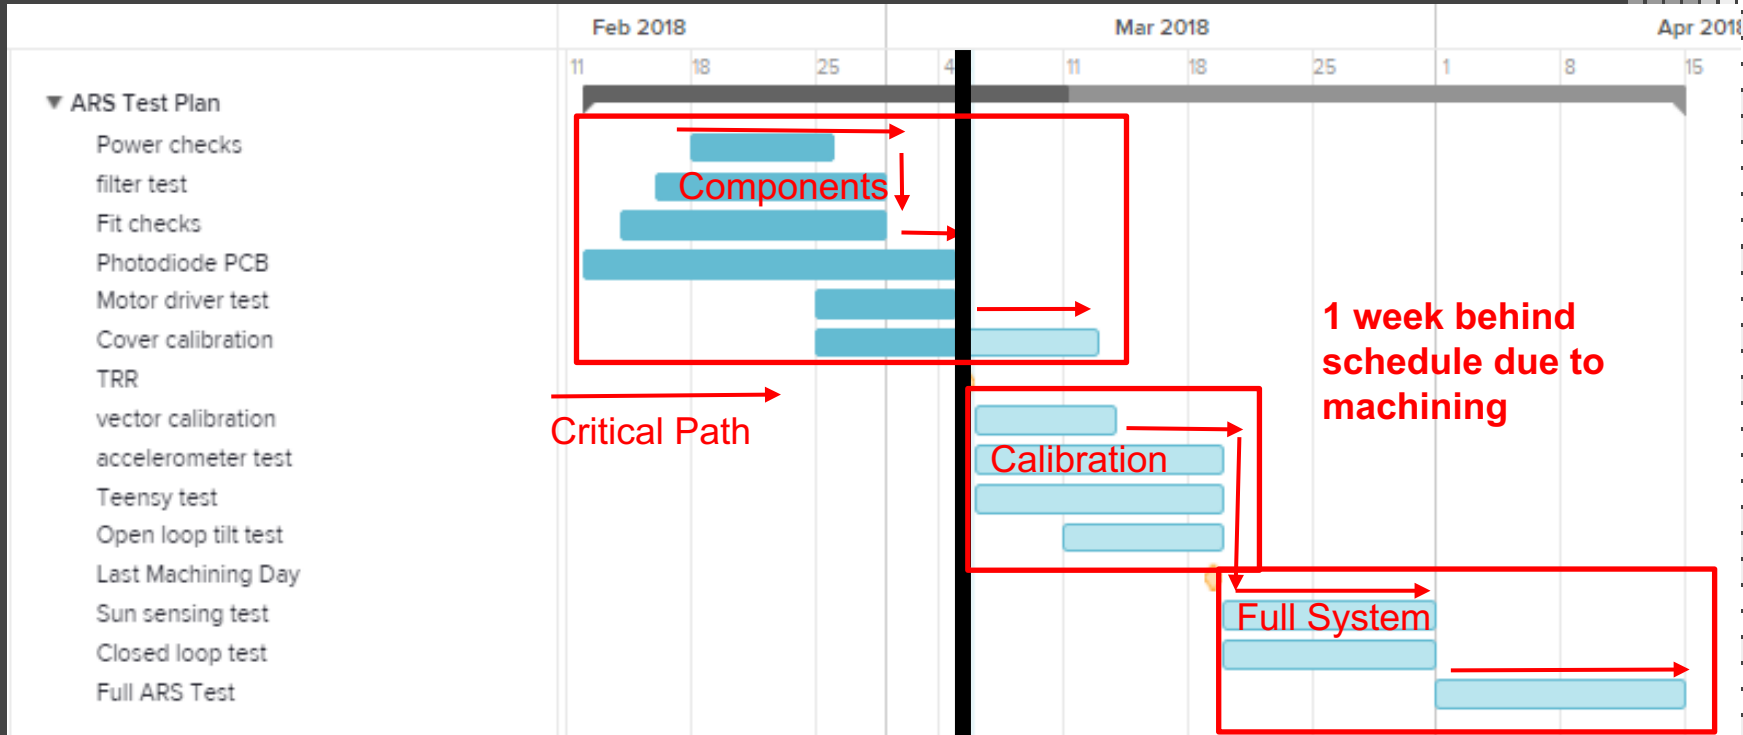 Feb 2018 Mar 2018 Apr 2018
11 18 25 4 11 18 25 1 8 15
ARS Test Plan
Power checks
filter test
Components
Fit checks
Photodiode PCB
Motor driver test
Cover calibration
1 week behind
schedule due to
machining
TRR
vector calibration
Critical Path
accelerometer test
Calibration
Teensy test
Open loop tilt test
Last Machining Day
Sun sensing test
Full System
Closed loop test
Full ARS Test